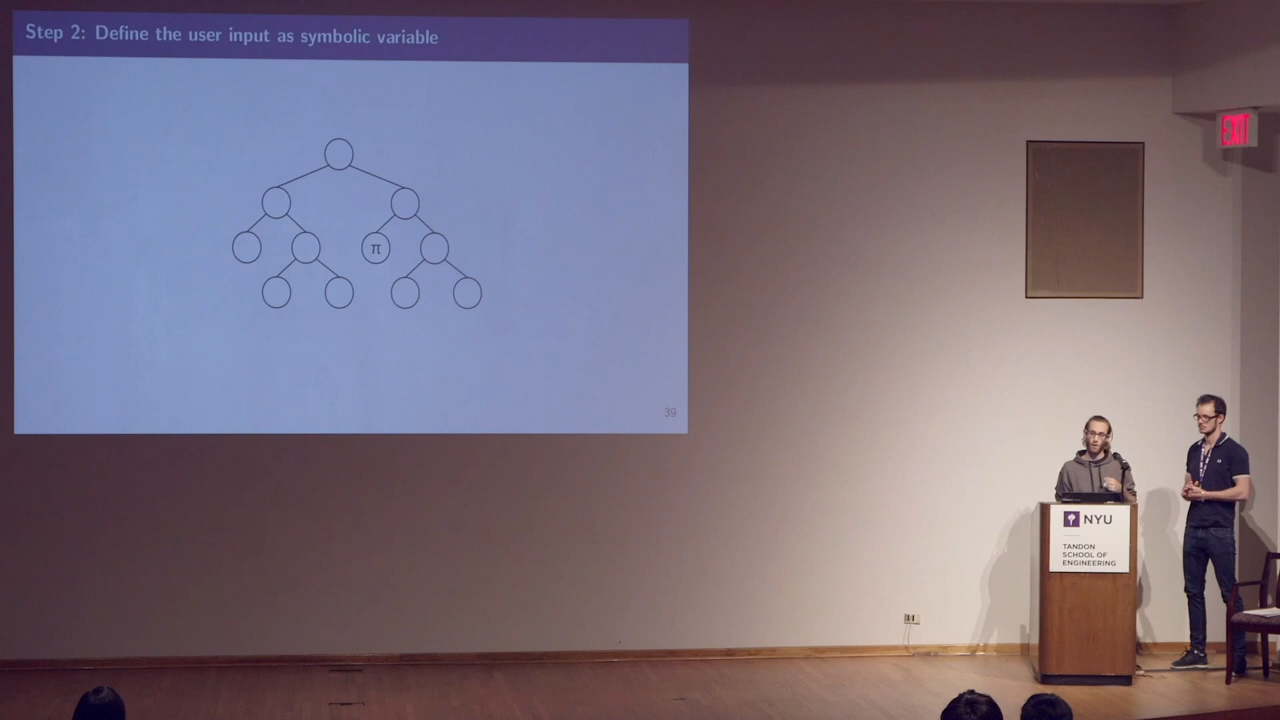 Step 2: Define the user input as symbolic variable
π
39
EXIT
NYU
TANDON
SCHOOL OF
ENGINEERING